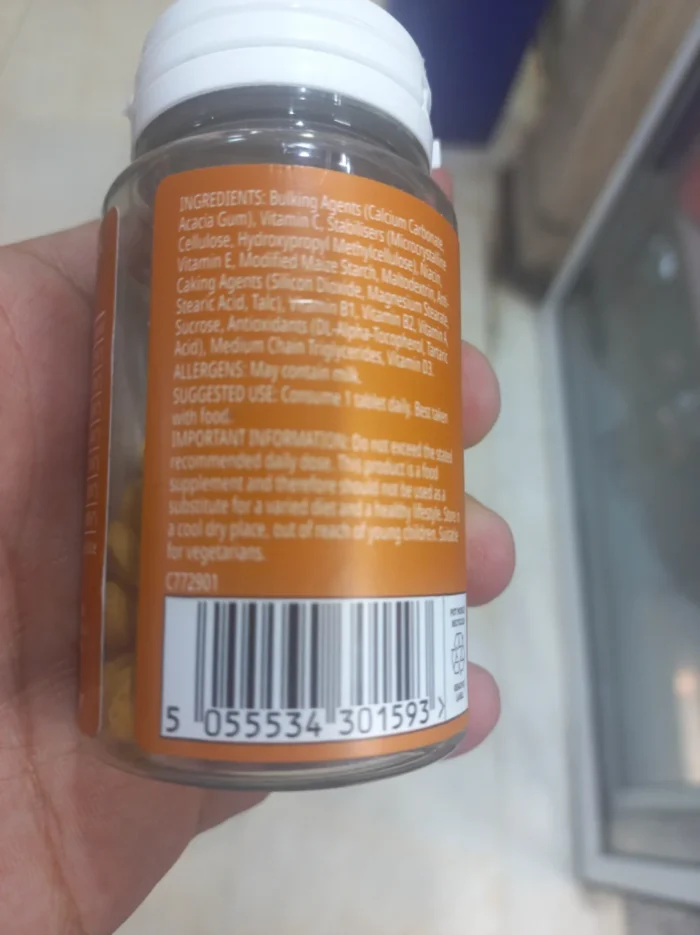 INGREDIENTS: Bulking Agents (Calcium Carbonate,
Acacia Gum), Vitamin C, Stabilisers (Microcrystalline
Cellulose, Hydroxypropyl Methylcellulose), Niacin,
Vitamin E, Modified Maize Starch, Maltodextrin, Anti-
Caking Agents (Silicon Dioxide, Magnesium Stearate,
Stearic Acid, Talc), Vitamin B1, Vitamin B2, Vitamin A,
Sucrose, Antioxidants (DL-Alpha-Tocopherol, Tartaric
Acid), Medium Chain Triglycerides, Vitamin D3.
ALLERGENS: May contain milk.
SUGGESTED USE: Consume 1 tablet daily. Best taken
with food.
IMPORTANT INFORMATION: Do not exceed the stated
recommended daily dose. This product is a food
supplement and therefore should not be used as a
substitute for a varied diet and a healthy lifestyle. Store in
a cool dry place, out of reach of young children. Suitable
for vegetarians.
C772901
5 055534 301593 >